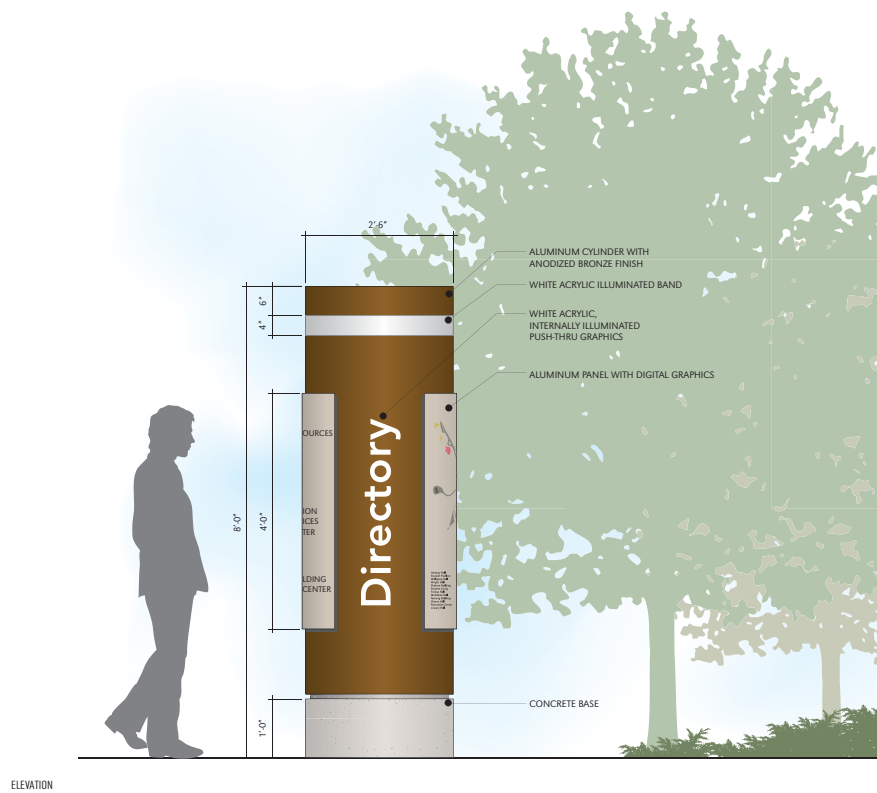 2'-6"
ALUMINUM CYLINDER WITH
ANODIZED BRONZE FINISH
WHITE ACRYLIC ILLUMINATED BAND
WHITE ACRYLIC,
INTERNALLY ILLUMINATED
PUSH-THRU GRAPHICS
ALUMINUM PANEL WITH DIGITAL GRAPHICS
6"
4"
8'-0"
4'-0"
1'-0"
OURCES
ION
ICES
TER
LDING
CENTER
Directory
CONCRETE BASE
ELEVATION